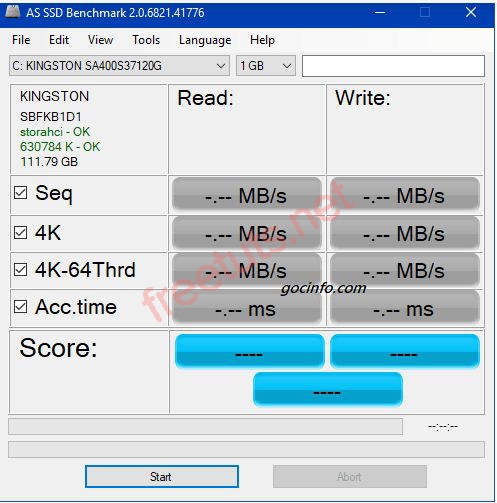 AS SSD Benchmark 2.0.6821.41776
File Edit View Tools Language Help
C: KINGSTON SA400S37120G 1 GB
KINGSTON
SBFKB1D1
storahci - OK
630784 K - OK
111.79 GB
Read: Write:
Seq -.-- MB/s -.-- MB/s
4K -.-- MB/s -.-- MB/s
4K-64Thrd -.-- MB/s -.-- MB/s
Acc.time -.-- ms -.-- ms
Score: ---- ----
----
--:--:--
Start Abort
freetuts.net
gocinfo.com